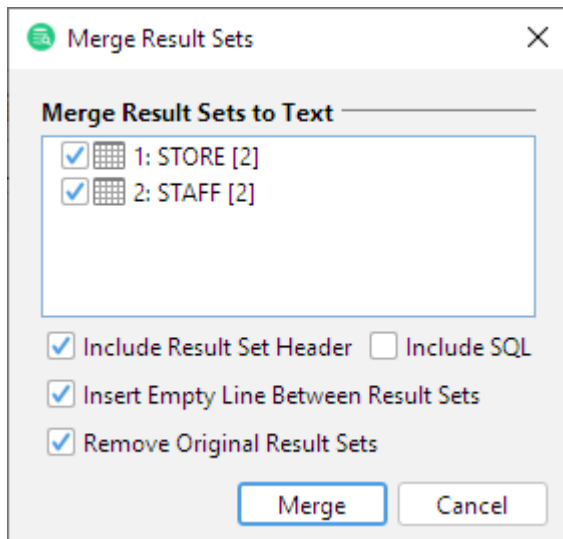 Merge Result Sets
Merge Result Sets to Text
1: STORE [2]
2: STAFF [2]
Include Result Set Header Include SQL
Insert Empty Line Between Result Sets
Remove Original Result Sets
Merge Cancel